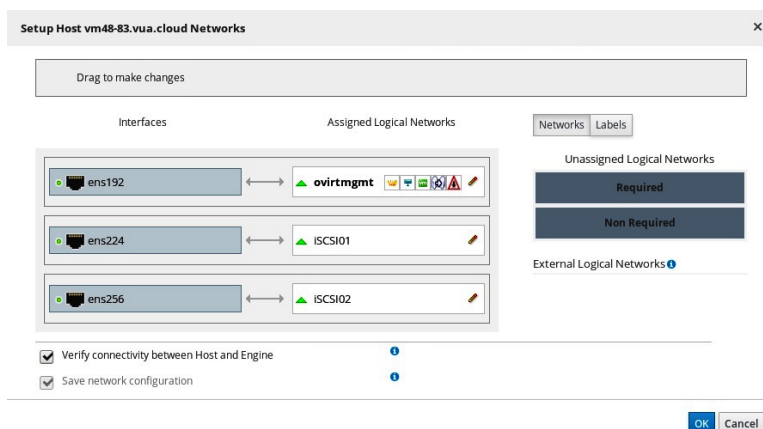 Setup Host vm48-83.vua.cloud Networks
Drag to make changes
Interfaces
Assigned Logical Networks
Networks
Labels
Unassigned Logical Networks
Required
Non Required
External Logical Networks
ens192
ovirtmgmt
ens224
iSCSI01
ens256
iSCSI02
Verify connectivity between Host and Engine
Save network configuration
OK
Cancel